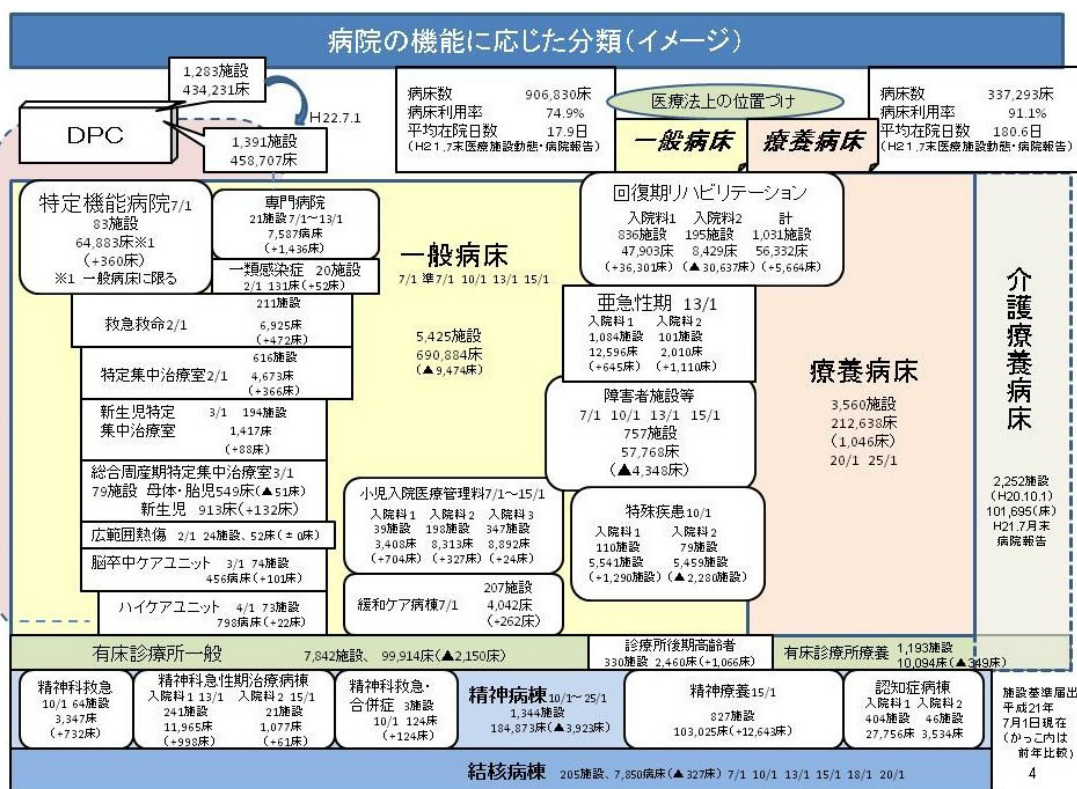 病院の機能に応じた分類(イメージ)
1,283施設
434,231床
DPC
H22.7.1
1,391施設
458,707床
病床数 906,830床
病床利用率 74.9%
平均在院日数 17.9日
(H21.7末医療施設動態・病院報告)
医療法上の位置づけ
一般病床
療養病床
病床数 337,293床
病床利用率 91.1%
平均在院日数 180.6日
(H21.7末医療施設動態・病院報告)
特定機能病院7/1
83施設
64,883床※1
(+360床)
※1 一般病床に限る
専門病院
21施設7/1~13/1
7,587病床
(+1,436床)
一類感染症 20施設
2/1 131床(+52床)
211施設
救急救命2/1 6,925床
(+472床)
616施設
特定集中治療室2/1 4,673床
(+366床)
新生児特定 3/1 194施設
集中治療室 1,417床
(+88床)
総合周産期特定集中治療室3/1
79施設 母体・胎児549床(▲51床)
新生児 913床(+132床)
広範囲熱傷 2/1 24施設、52床(±0床)
脳卒中ケアユニット 3/1 74施設
456病床(+101床)
ハイケアユニット 4/1 73施設
798病床(+22床)
一般病床
7/1 準7/1 10/1 13/1 15/1
5,425施設
690,884床
(▲9,474床)
小児入院医療管理料7/1~15/1
入院料1 入院料2 入院料3
39施設 198施設 347施設
3,408床 8,313床 8,892床
(+704床) (+327床) (+24床)
207施設
緩和ケア病棟7/1 4,042床
(+262床)
回復期リハビリテーション
入院料1 入院料2 計
836施設 195施設 1,031施設
47,903床 8,429床 56,332床
(+36,301床) (▲30,637床) (+5,664床)
亜急性期 13/1
入院料1 入院料2
1,084施設 101施設
12,596床 2,010床
(+645床) (+1,110床)
障害者施設等
7/1 10/1 13/1 15/1
757施設
57,768床
(▲4,348床)
特殊疾患10/1
入院料1 入院料2
110施設 79施設
5,541施設 5,459施設
(+1,290施設) (▲2,280施設)
療養病床
3,560施設
212,638床
(1,046床)
20/1 25/1
介護療養病床
2,252施設
(H20.10.1)
101,695(床)
H21.7月末
病院報告
有床診療所一般 7,842施設、99,914床(▲2,150床)
診療所後期高齢者
330施設 2,460床(+1,066床)
有床診療所療養 1,193施設
10,094床(▲349床)
精神科救急
10/1 64施設
3,347床
(+732床)
精神科急性期治療病棟
入院料1 13/1 入院料2 15/1
241施設 21施設
11,965床 1,077床
(+998床) (+61床)
精神科救急・
合併症 3施設
10/1 124床
(+124床)
精神病棟10/1~25/1
1,344施設
184,873床(▲3,923床)
精神療養15/1
827施設
103,025床(+12,643床)
認知症病棟
入院料1 入院料2
404施設 46施設
27,756床 3,534床
施設基準届出
平成21年
7月1日現在
(かっこ内は
前年比較)
4
結核病棟 205施設、7,850病床(▲327床) 7/1 10/1 13/1 15/1 18/1 20/1